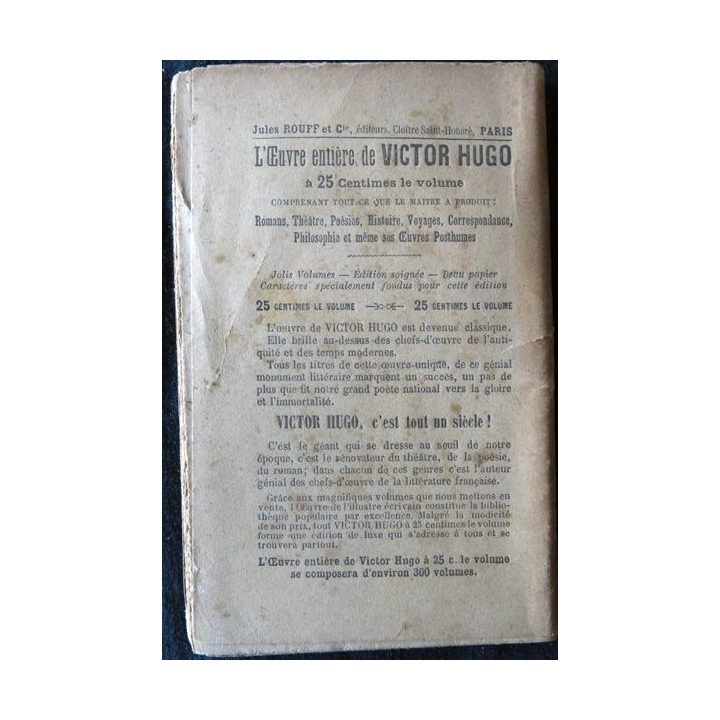 Jules ROUFF et Cie, éditeurs, Cloître Saint-Honoré, PARIS
L'Œuvre entière de VICTOR HUGO
à 25 Centimes le volume
COMPRENANT TOUT CE QUE LE MAITRE A PRODUIT :
Romans, Théâtre, Poésies, Histoire, Voyages, Correspondance,
Philosophie et même ses Œuvres Posthumes
Jolis Volumes — Édition soignée — Beau papier
Caractères spécialement fondus pour cette édition
25 CENTIMES LE VOLUME 25 CENTIMES LE VOLUME
L'œuvre de VICTOR HUGO est devenue classique.
Elle brille au-dessus des chefs-d'œuvre de l'anti-
quité et des temps modernes.
Tous les titres de cette œuvre unique, de ce génial
monument littéraire marquent un succès, un pas de
plus que fit notre grand poète national vers la gloire
et l'immortalité.
VICTOR HUGO, c'est tout un siècle !
C'est le géant qui se dresse au seuil de notre
époque, c'est le rénovateur du théâtre, de la poésie,
du roman; dans chacun de ces genres c'est l'auteur
génial des chefs-d'œuvre de la littérature française.
Grâce aux magnifiques volumes que nous mettons en
vente, l'Œuvre de l'illustre écrivain constitue la biblio-
thèque populaire par excellence. Malgré la modicité
de son prix, tout VICTOR HUGO à 25 centimes le volume
forme une édition de luxe qui s'adresse à tous et se
trouvera partout.
L'Œuvre entière de Victor Hugo à 25 c. le volume
se composera d'environ 300 volumes.